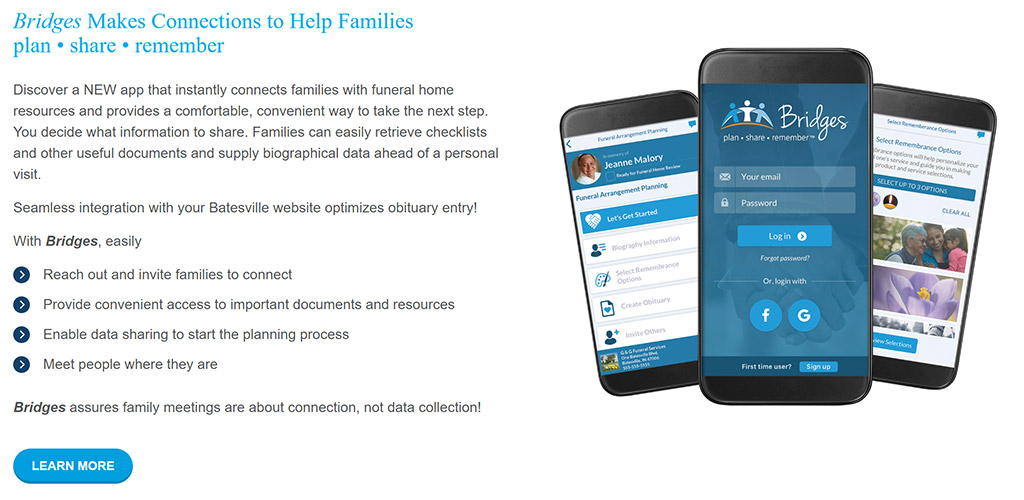 Bridges Makes Connections to Help Families
plan • share • remember
Discover a NEW app that instantly connects families with funeral home
resources and provides a comfortable, convenient way to take the next step.
You decide what information to share. Families can easily retrieve checklists
and other useful documents and supply biographical data ahead of a personal
visit.
Seamless integration with your Batesville website optimizes obituary entry!
With Bridges, easily
Reach out and invite families to connect
Provide convenient access to important documents and resources
Enable data sharing to start the planning process
Meet people where they are
Bridges assures family meetings are about connection, not data collection!
LEARN MORE
Funeral Arrangement Planning
In memory of
Jeanne Malory
Ready for Funeral Home Review
Funeral Arrangement Planning
Let's Get Started
Biography Information
Select Remembrance
Options
Create Obituary
Invite Others
G & G Funeral Services
One Batesville Blvd.
Batesville, IN 47006
555-555-5555
Bridges
plan • share • remember™
Your email
Password
Log in
Forgot password?
Or, login with
f
G
First time user?
Sign up
Select Remembrance Options
Select Remembrance Options
brance options will help personalize your
one's service and guide you in making
product and service selections.
SELECT UP TO 3 OPTIONS
CLEAR ALL
View Selections